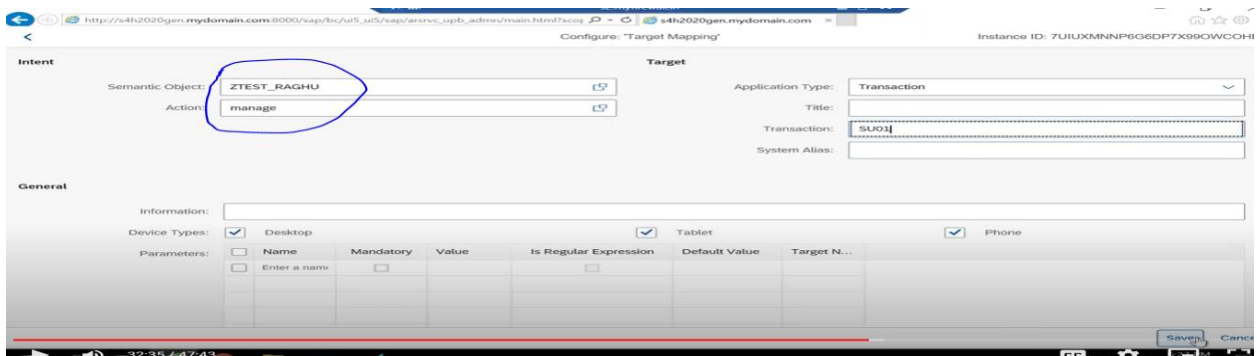 http://s4h2020gen.mydomain.com:8000/sap/bc/ui5_ui5/sap/arsrvc_upb_admn/main.html?scop
s4h2020gen.mydomain.com
Configure: 'Target Mapping'
Instance ID: 7UIUXMNNP6G6DP7X99OWCOH
Intent
Target
Semantic Object: ZTEST_RAGHU
Application Type: Transaction
Action: manage
Title:
Transaction: SU01
System Alias:
General
Information:
Device Types: Desktop Tablet Phone
Parameters: Name Mandatory Value Is Regular Expression Default Value Target N...
Enter a name
Save Cance
32:35 / 47:43